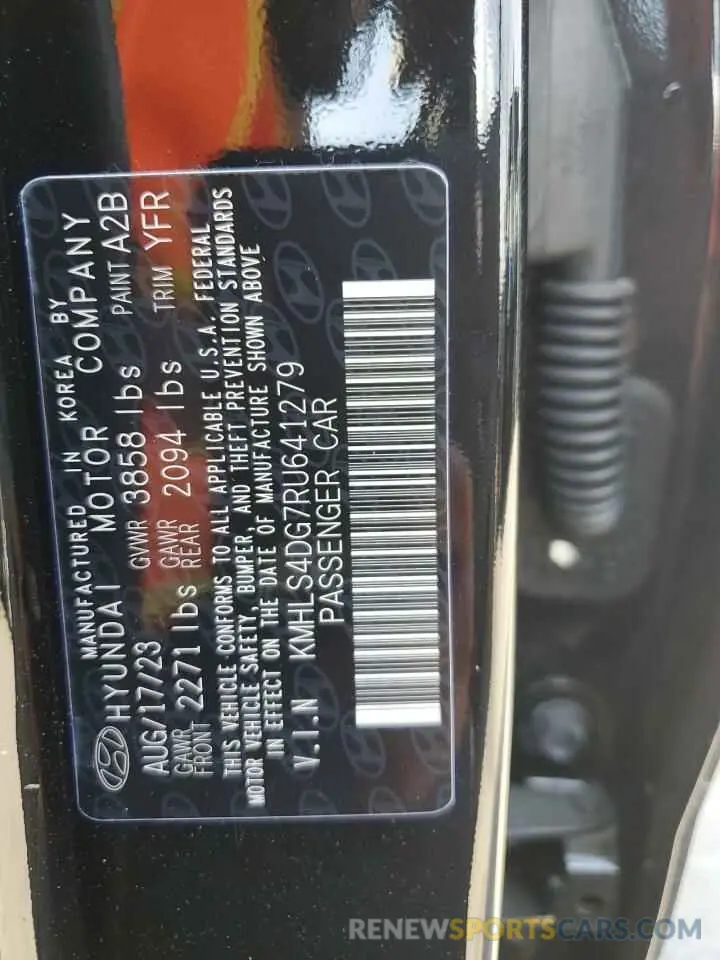 MANUFACTURED IN KOREA BY
HYUNDAI MOTOR COMPANY
AUG/17/23 GVWR 3858 lbs PAINT A2B
GAWR FRONT 2271 lbs GAWR REAR 2094 lbs TRIM YFR
THIS VEHICLE CONFORMS TO ALL APPLICABLE U.S.A. FEDERAL
MOTOR VEHICLE SAFETY, BUMPER, AND THEFT PREVENTION STANDARDS
IN EFFECT ON THE DATE OF MANUFACTURE SHOWN ABOVE
V.I.N KMHLS4DG7RU641279
PASSENGER CAR
RENEWSPORTSCARS.COM